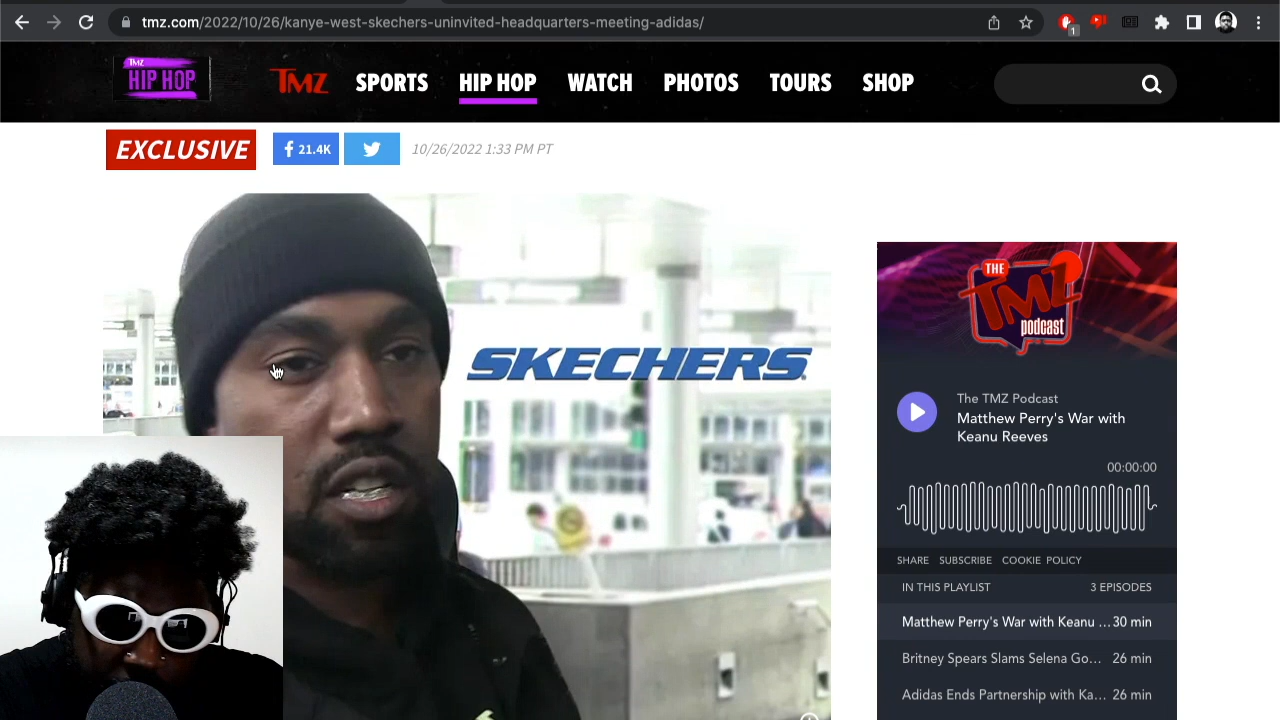 tmz.com/2022/10/26/kanye-west-skechers-uninvited-headquarters-meeting-adidas/
1
TMZ
HIP HOP
TMZ SPORTS HIP HOP WATCH PHOTOS TOURS SHOP
EXCLUSIVE
21.4K
10/26/2022 1:33 PM PT
SKECHERS
THE
TMZ
podcast
The TMZ Podcast
Matthew Perry's War with
Keanu Reeves
00:00:00
SHARE SUBSCRIBE COOKIE POLICY
IN THIS PLAYLIST 3 EPISODES
Matthew Perry's War with Keanu ... 30 min
Britney Spears Slams Selena Go... 26 min
Adidas Ends Partnership with Ka... 26 min